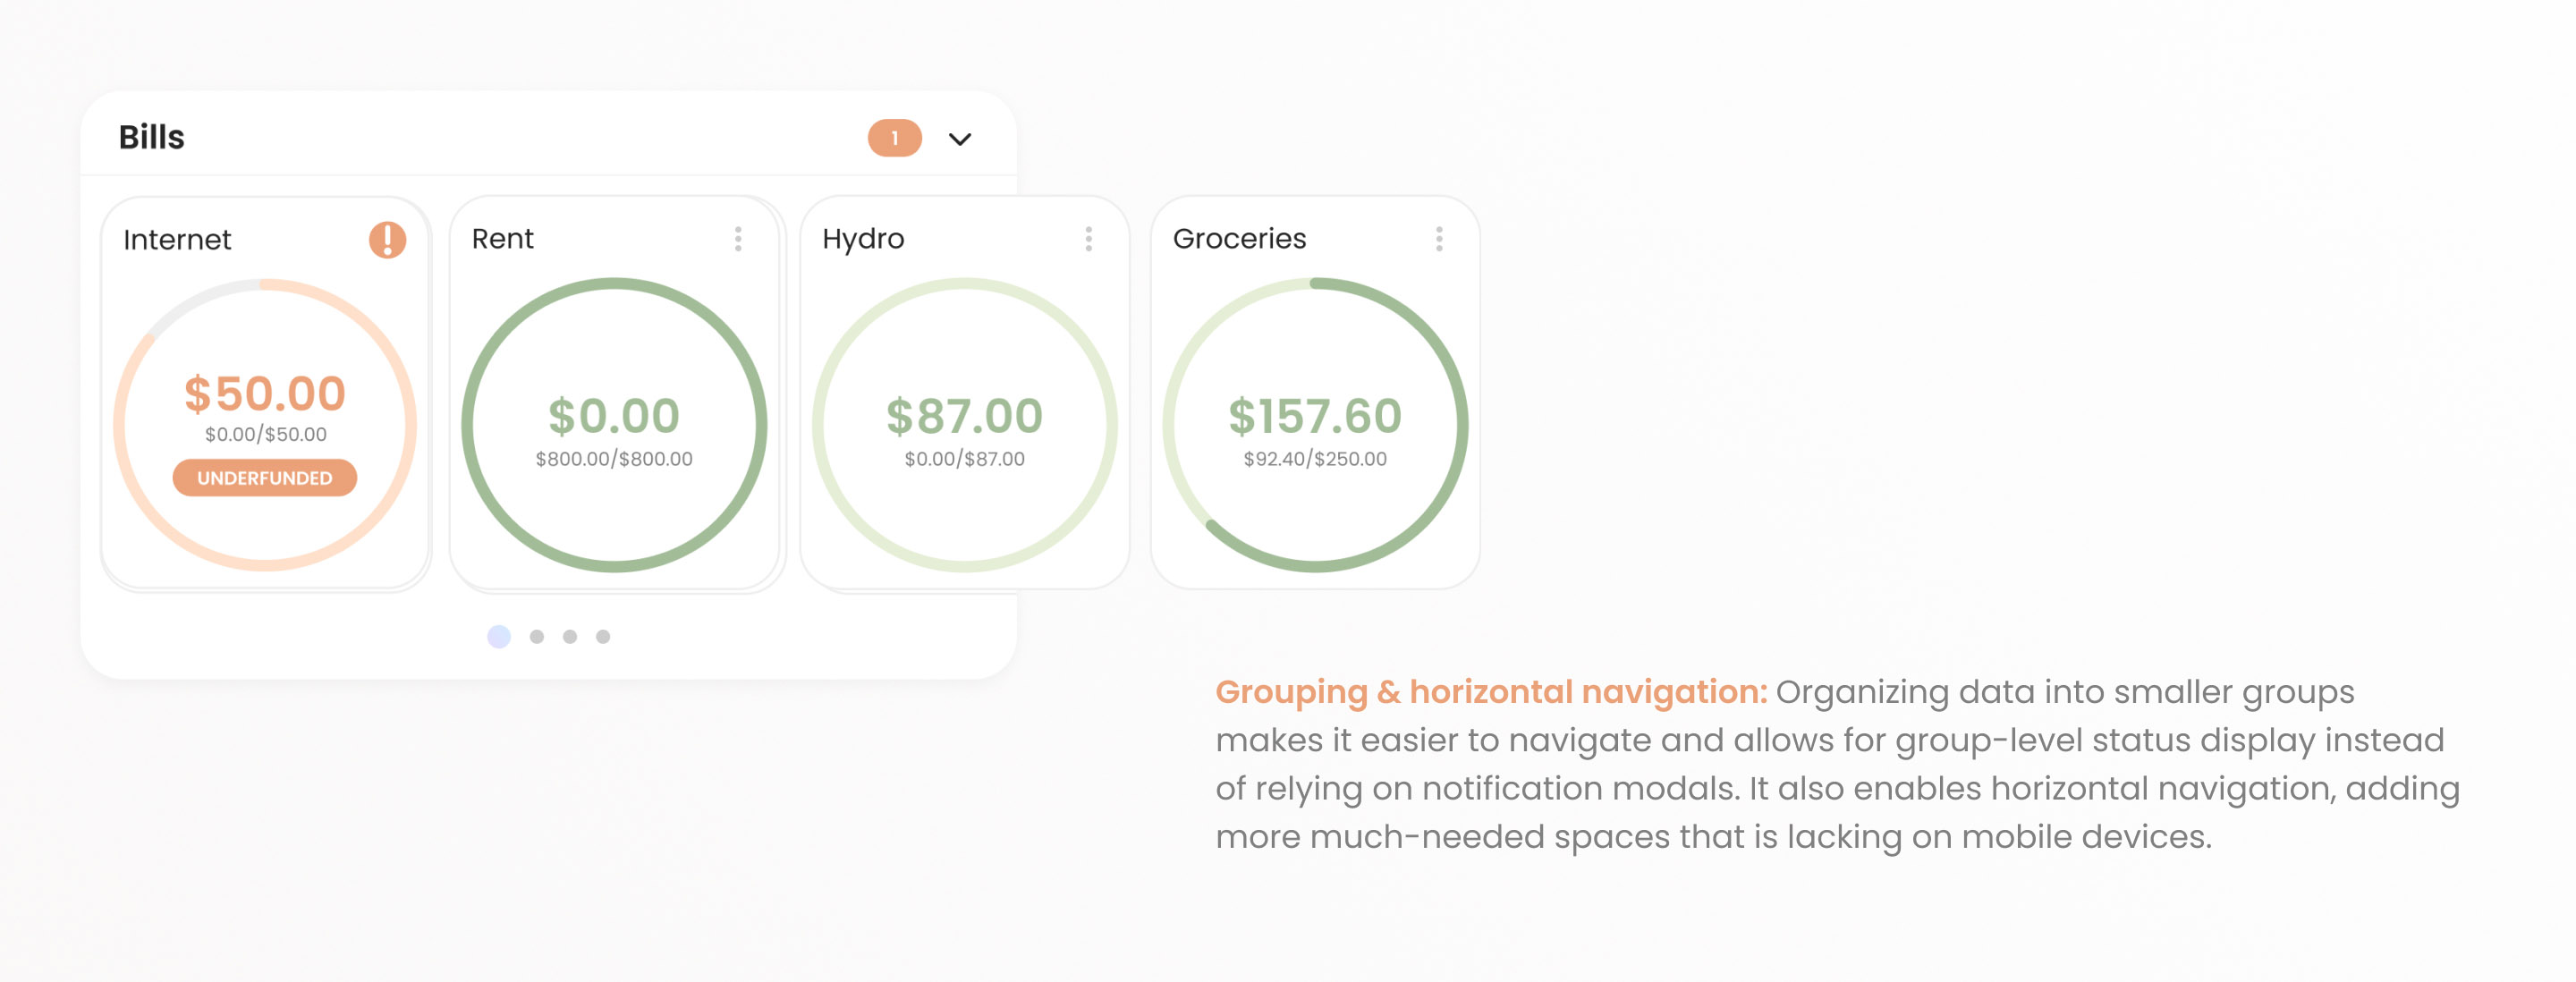 Bills
1
Internet
!
$50.00
$0.00/$50.00
UNDERFUNDED
Rent
$0.00
$800.00/$800.00
Hydro
$87.00
$0.00/$87.00
Groceries
$157.60
$92.40/$250.00
Grouping & horizontal navigation: Organizing data into smaller groups
makes it easier to navigate and allows for group-level status display instead
of relying on notification modals. It also enables horizontal navigation, adding
more much-needed spaces that is lacking on mobile devices.